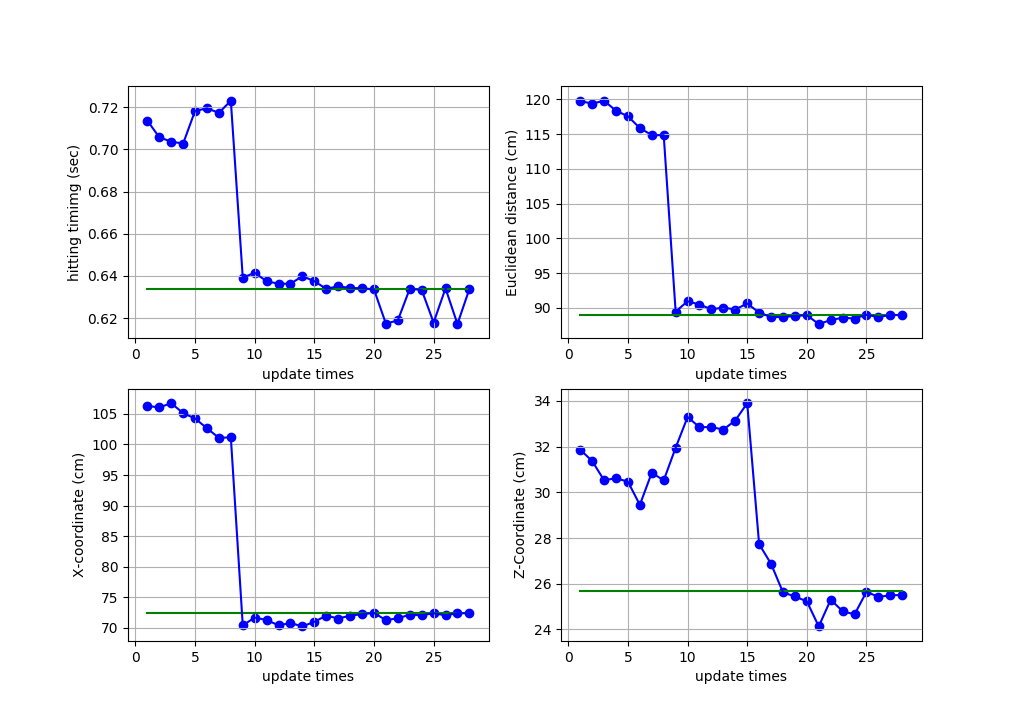 hitting timimg (sec)
0.72
0.70
0.68
0.66
0.64
0.62
0 5 10 15 20 25
update times
Euclidean distance (cm)
120
115
110
105
100
95
90
0 5 10 15 20 25
update times
X-coordinate (cm)
105
100
95
90
85
80
75
70
0 5 10 15 20 25
update times
Z-Coordinate (cm)
34
32
30
28
26
24
0 5 10 15 20 25
update times